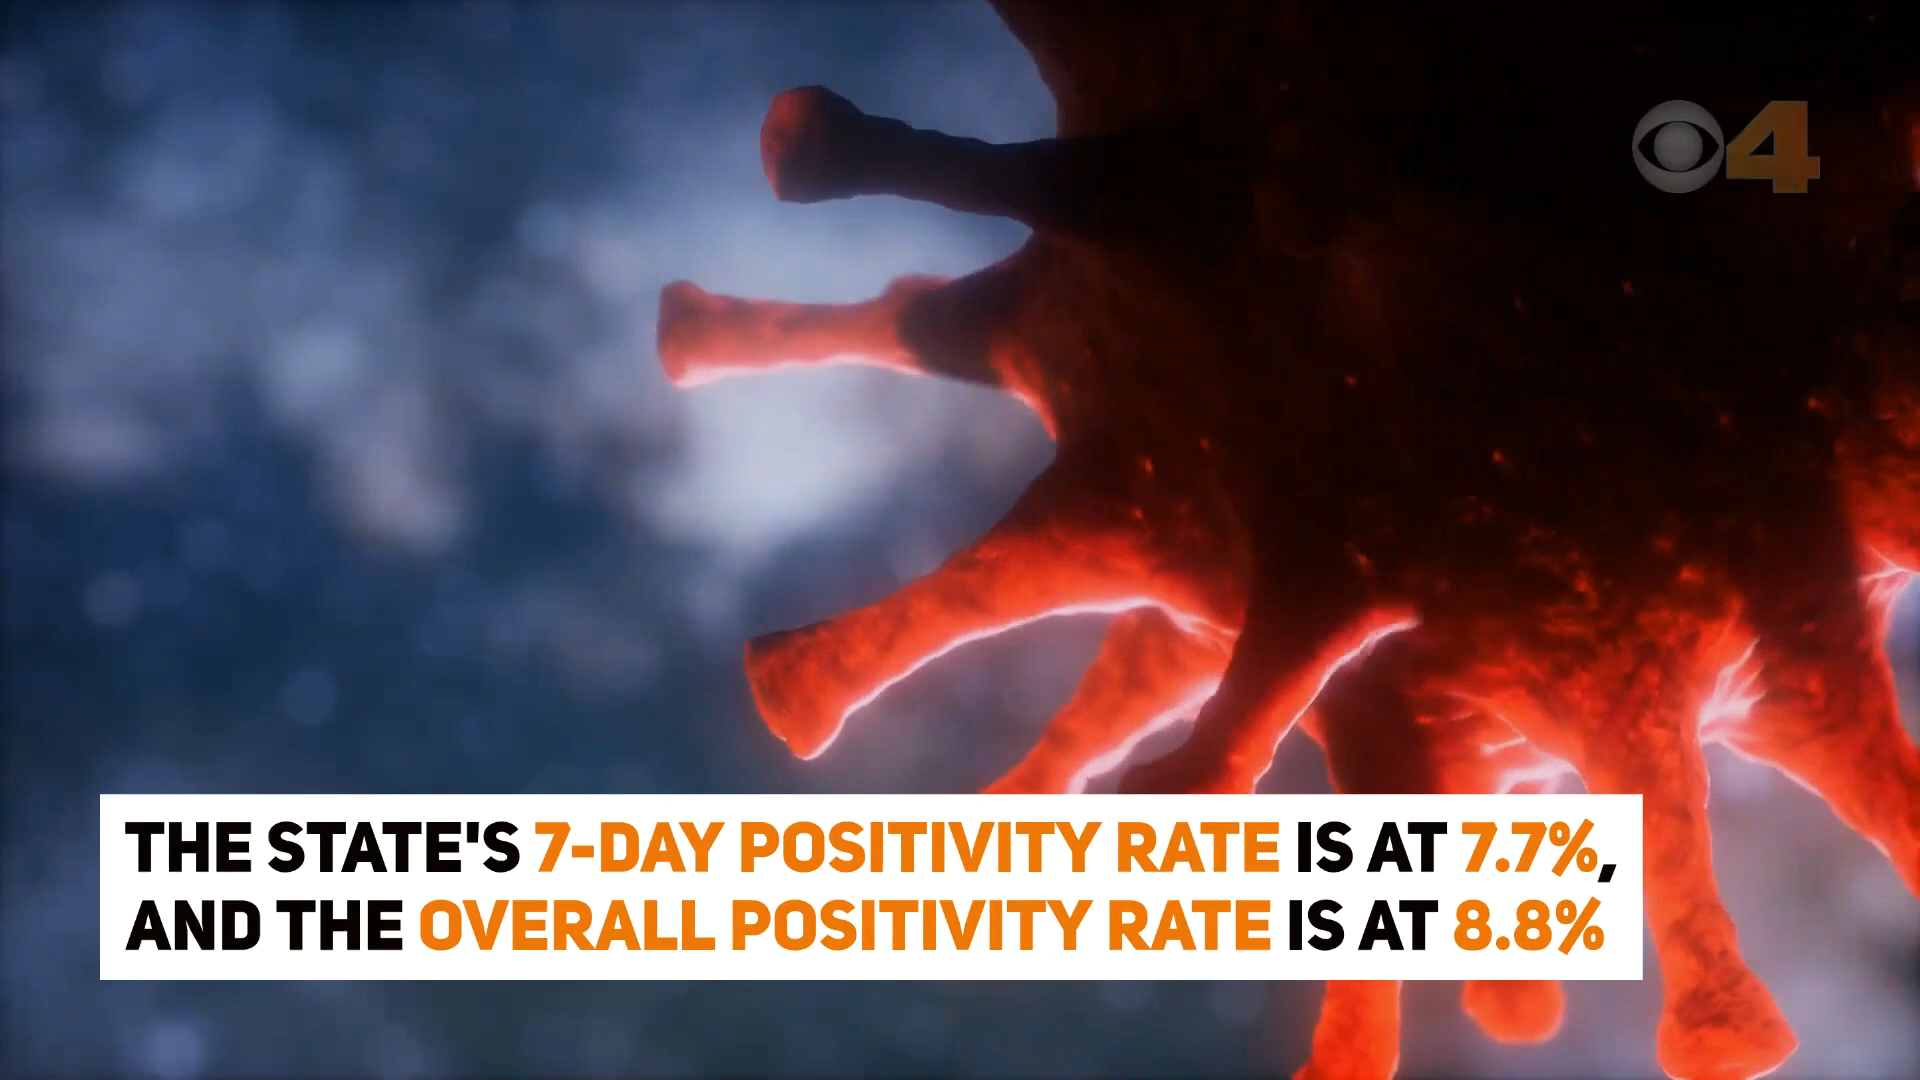 4
THE STATE'S 7-DAY POSITIVITY RATE IS AT 7.7%,
AND THE OVERALL POSITIVITY RATE IS AT 8.8%